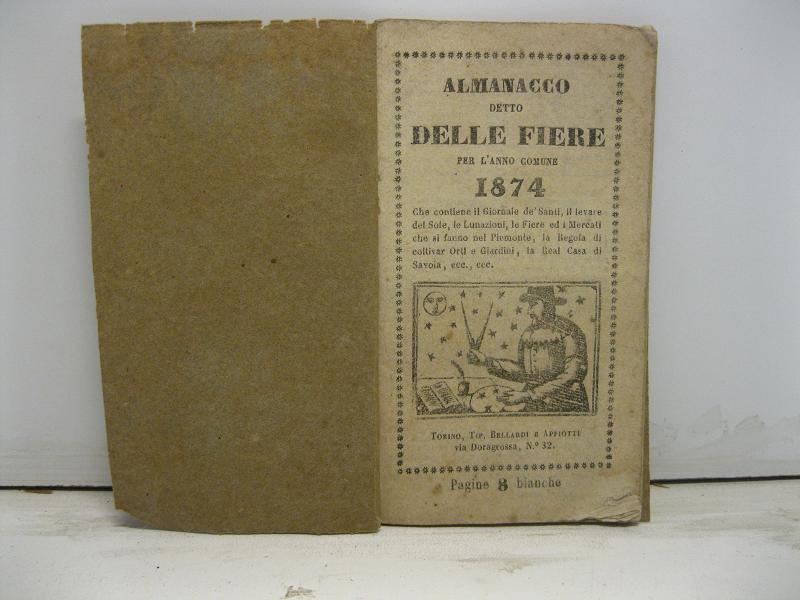 ALMANACCO
DETTO
DELLE FIERE
PER L'ANNO COMUNE
1874
Che contiene il Giornale de' Santi, il levare
del Sole, le Lunazioni, le Fiere ed i Mercati
che si fanno nel Piemonte, la Regola di
coltivar Orti e Giardini, la Real Casa di
Savoia, ecc., ecc.
TORINO, TIP. BELLARDI E APPIOTTI
via Doragrossa, N.º 32.
Pagine 8 bianche